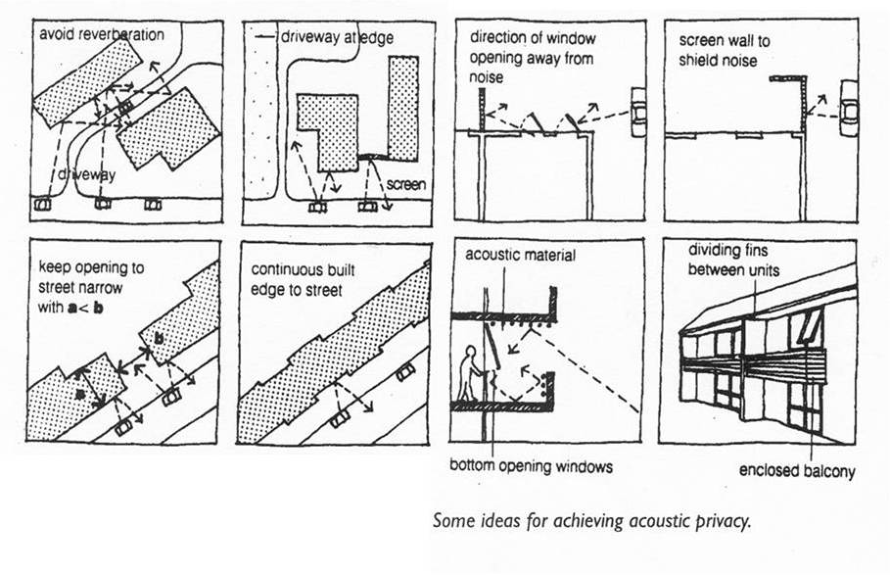 avoid reverberation
driveway
driveway at edge
screen
direction of window
opening away from
noise
screen wall to
shield noise
keep opening to
street narrow
with a< b
b
a
continuous built
edge to street
acoustic material
bottom opening windows
dividing fins
between units
enclosed balcony
Some ideas for achieving acoustic privacy.